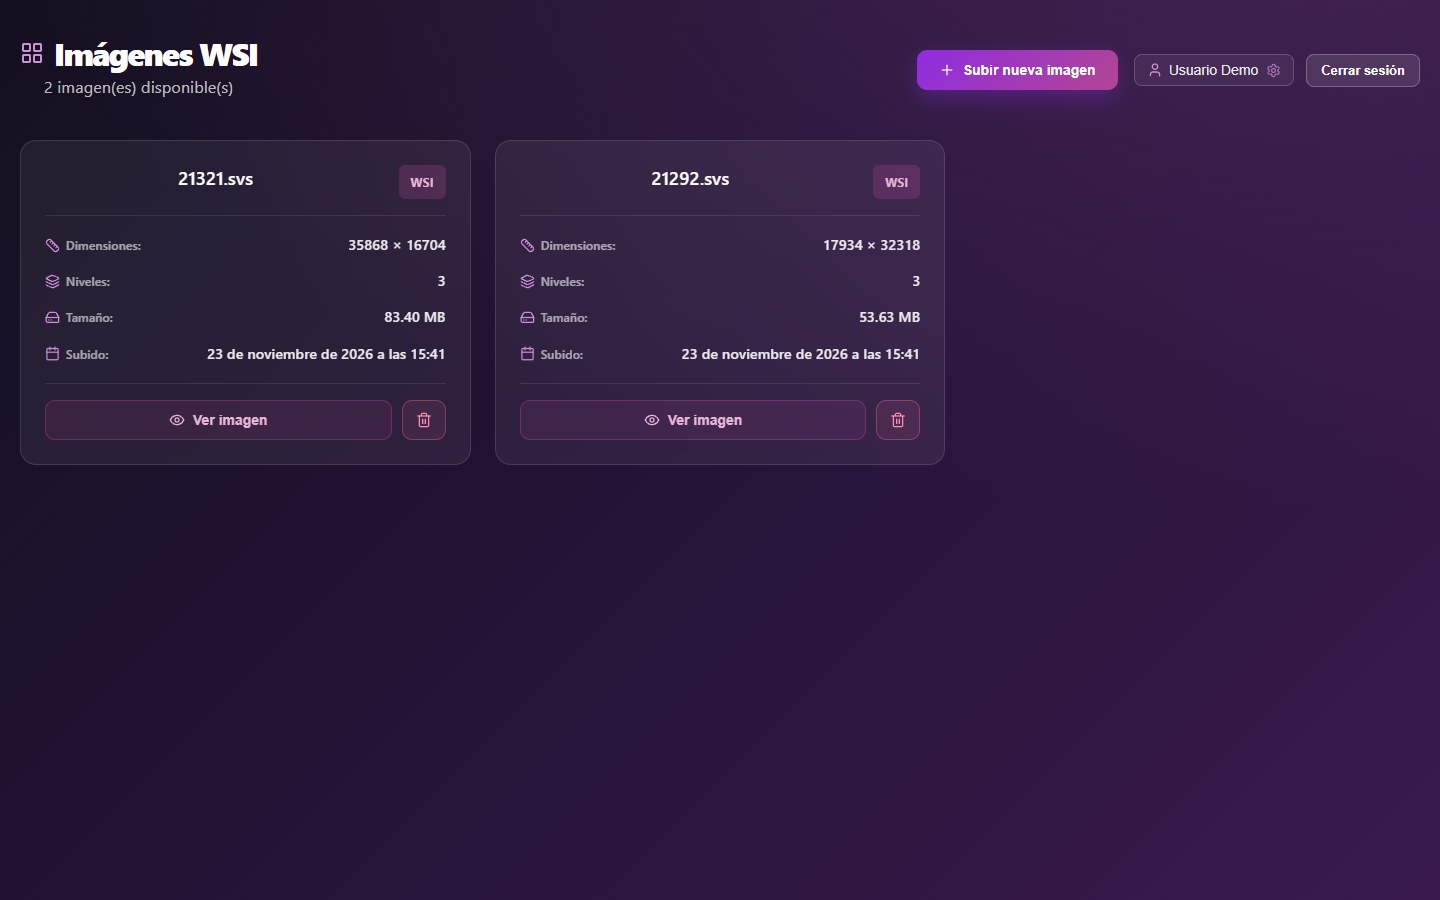 Imágenes WSI
2 imagen(es) disponible(s)
Subir nueva imagen
Usuario Demo
Cerrar sesión
21321.svs
WSI
Dimensiones: 35868 × 16704
Niveles: 3
Tamaño: 83.40 MB
Subido: 23 de noviembre de 2026 a las 15:41
Ver imagen
21292.svs
WSI
Dimensiones: 17934 × 32318
Niveles: 3
Tamaño: 53.63 MB
Subido: 23 de noviembre de 2026 a las 15:41
Ver imagen